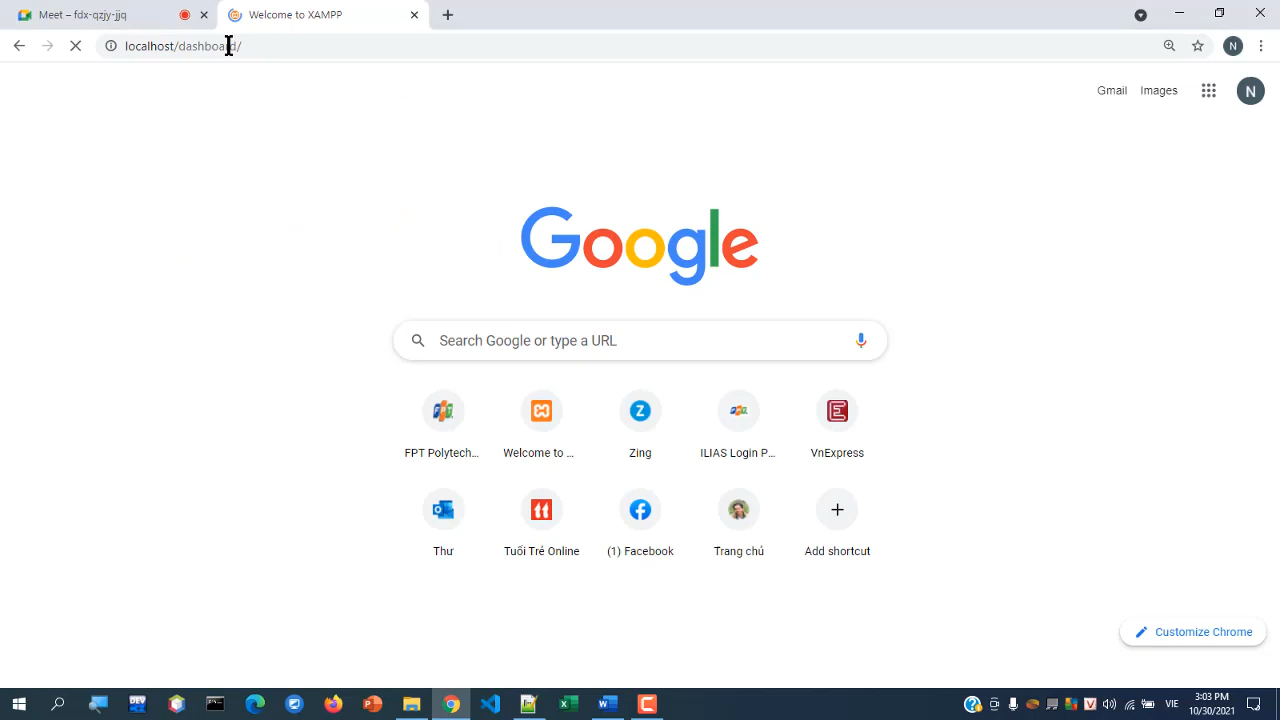 Meet – fdx-qzjy-jjq
Welcome to XAMPP
localhost/dashboard/
N
Gmail
Images
N
Google
Search Google or type a URL
FPT Polytech...
Welcome to ...
Zing
ILIAS Login P...
VnExpress
Thư
Tuổi Trẻ Online
(1) Facebook
Trang chủ
Add shortcut
Customize Chrome
VIE
3:03 PM
10/30/2021